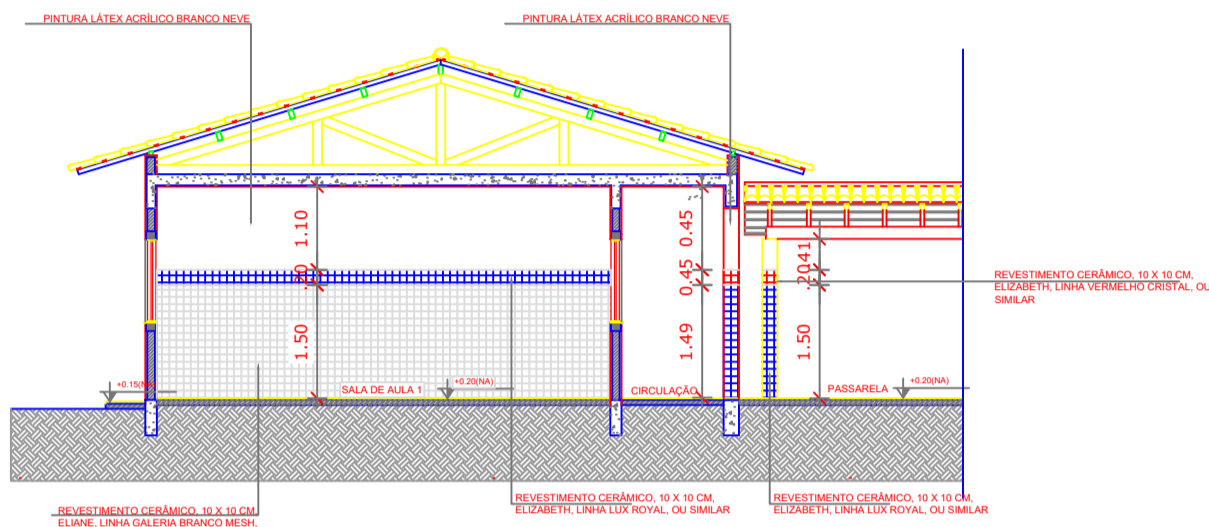 PINTURA LÁTEX ACRÍLICO BRANCO NEVE
PINTURA LÁTEX ACRÍLICO BRANCO NEVE
1.10
.20
1.50
0.45
0.45
1.49
.41
.20
1.50
REVESTIMENTO CERÂMICO, 10 X 10 CM,
ELIZABETH, LINHA VERMELHO CRISTAL, OU
SIMILAR
+0.15(NA)
SALA DE AULA 1
+0.20(NA)
CIRCULAÇÃO
PASSARELA
+0.20(NA)
REVESTIMENTO CERÂMICO, 10 X 10 CM,
ELIANE, LINHA GALERIA BRANCO MESH.
REVESTIMENTO CERÂMICO, 10 X 10 CM,
ELIZABETH, LINHA LUX ROYAL, OU SIMILAR
REVESTIMENTO CERÂMICO, 10 X 10 CM,
ELIZABETH, LINHA LUX ROYAL, OU SIMILAR